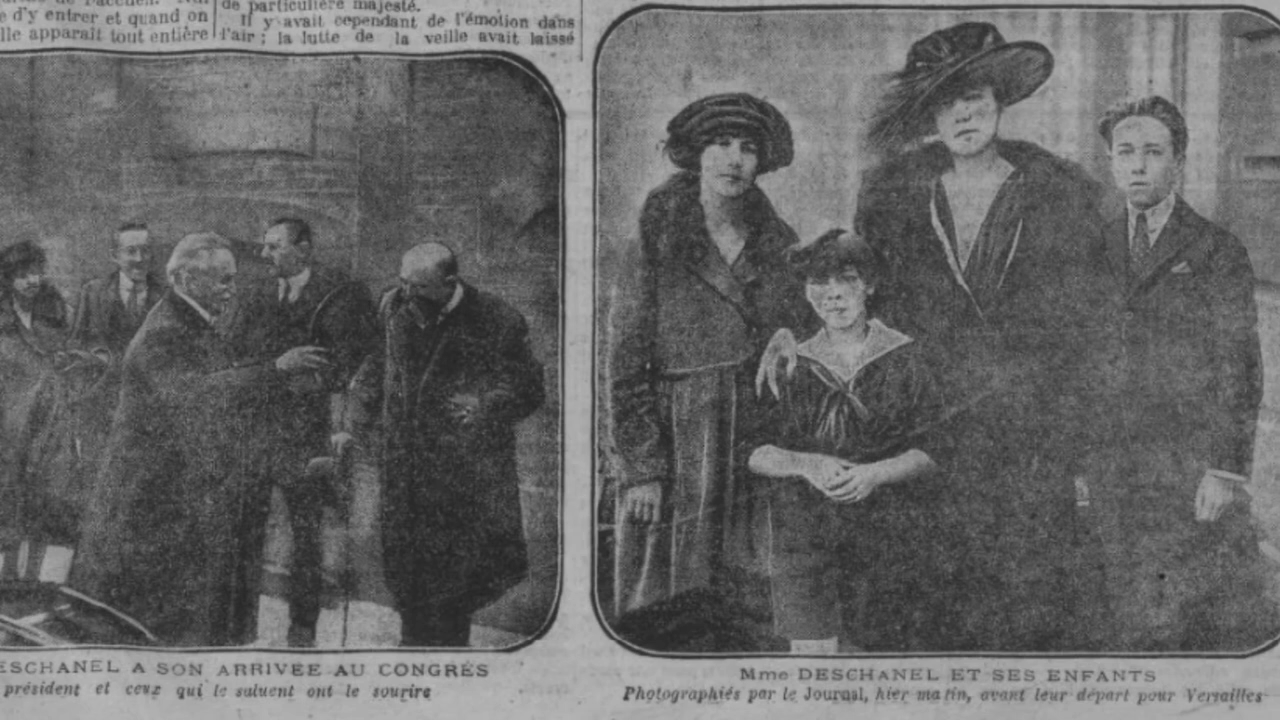 d'y entrer et quand on
lle apparaît tout entière
de particulière majesté.
Il y avait cependant de l'émotion dans
l'air ; la lutte de la veille avait laissé
ESCHANEL A SON ARRIVÉE AU CONGRÈS
président et ceux qui le saluent ont le sourire
Mme DESCHANEL ET SES ENFANTS
Photographiés par le Journal, hier matin, avant leur départ pour Versailles